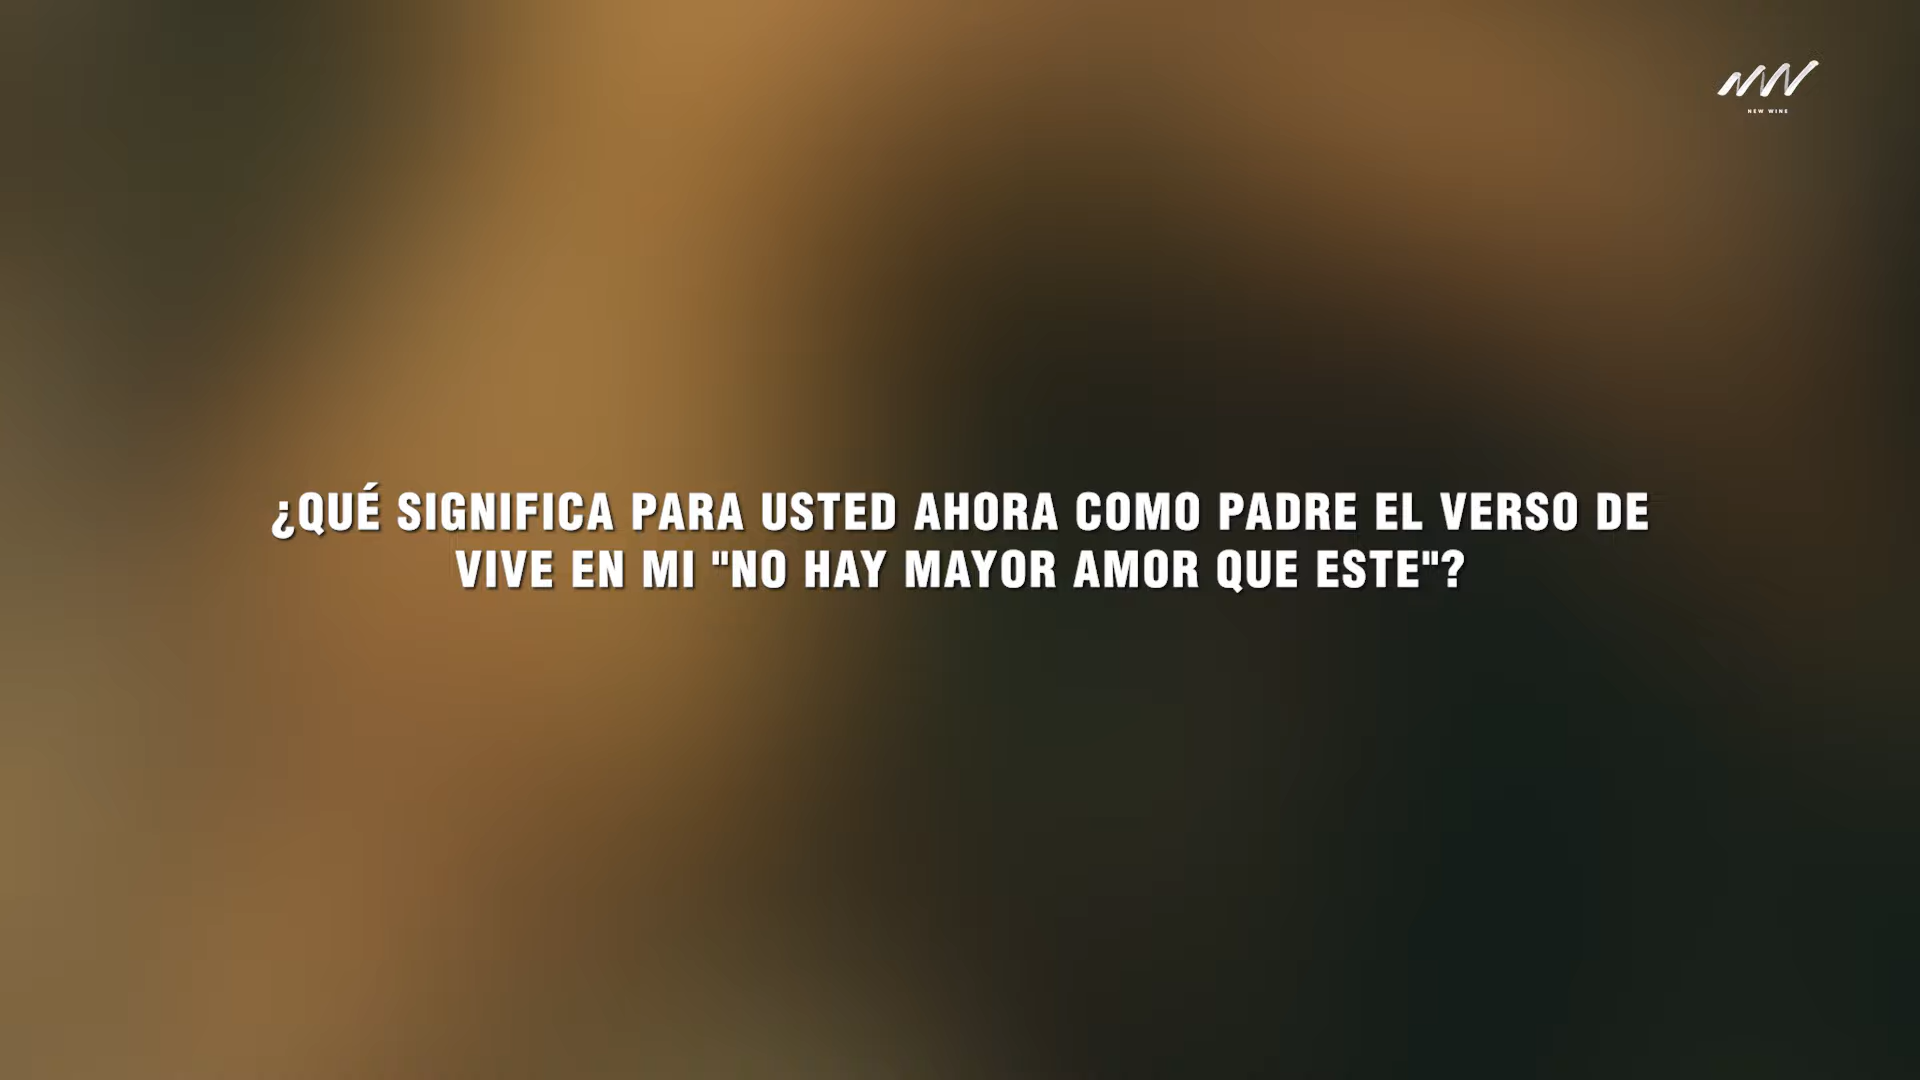 NEW WINE
¿QUÉ SIGNIFICA PARA USTED AHORA COMO PADRE EL VERSO DE
VIVE EN MI "NO HAY MAYOR AMOR QUE ESTE"?